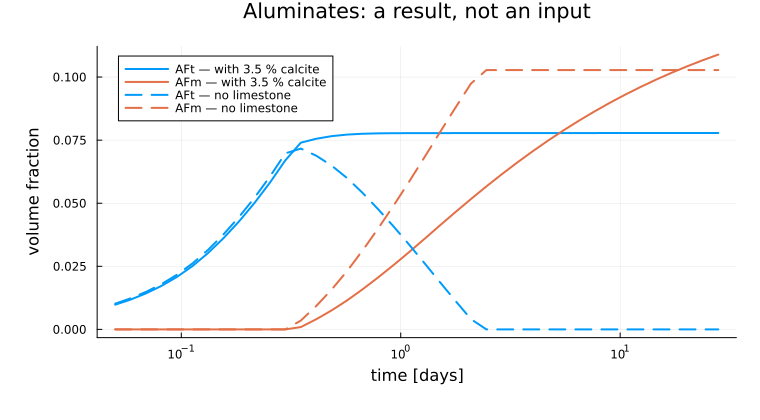 Aluminates: a result, not an input
AFt — with 3.5 % calcite
AFm — with 3.5 % calcite
AFt — no limestone
AFm — no limestone
volume fraction
0.100
0.075
0.050
0.025
0.000
10⁻¹
10⁰
10¹
time [days]